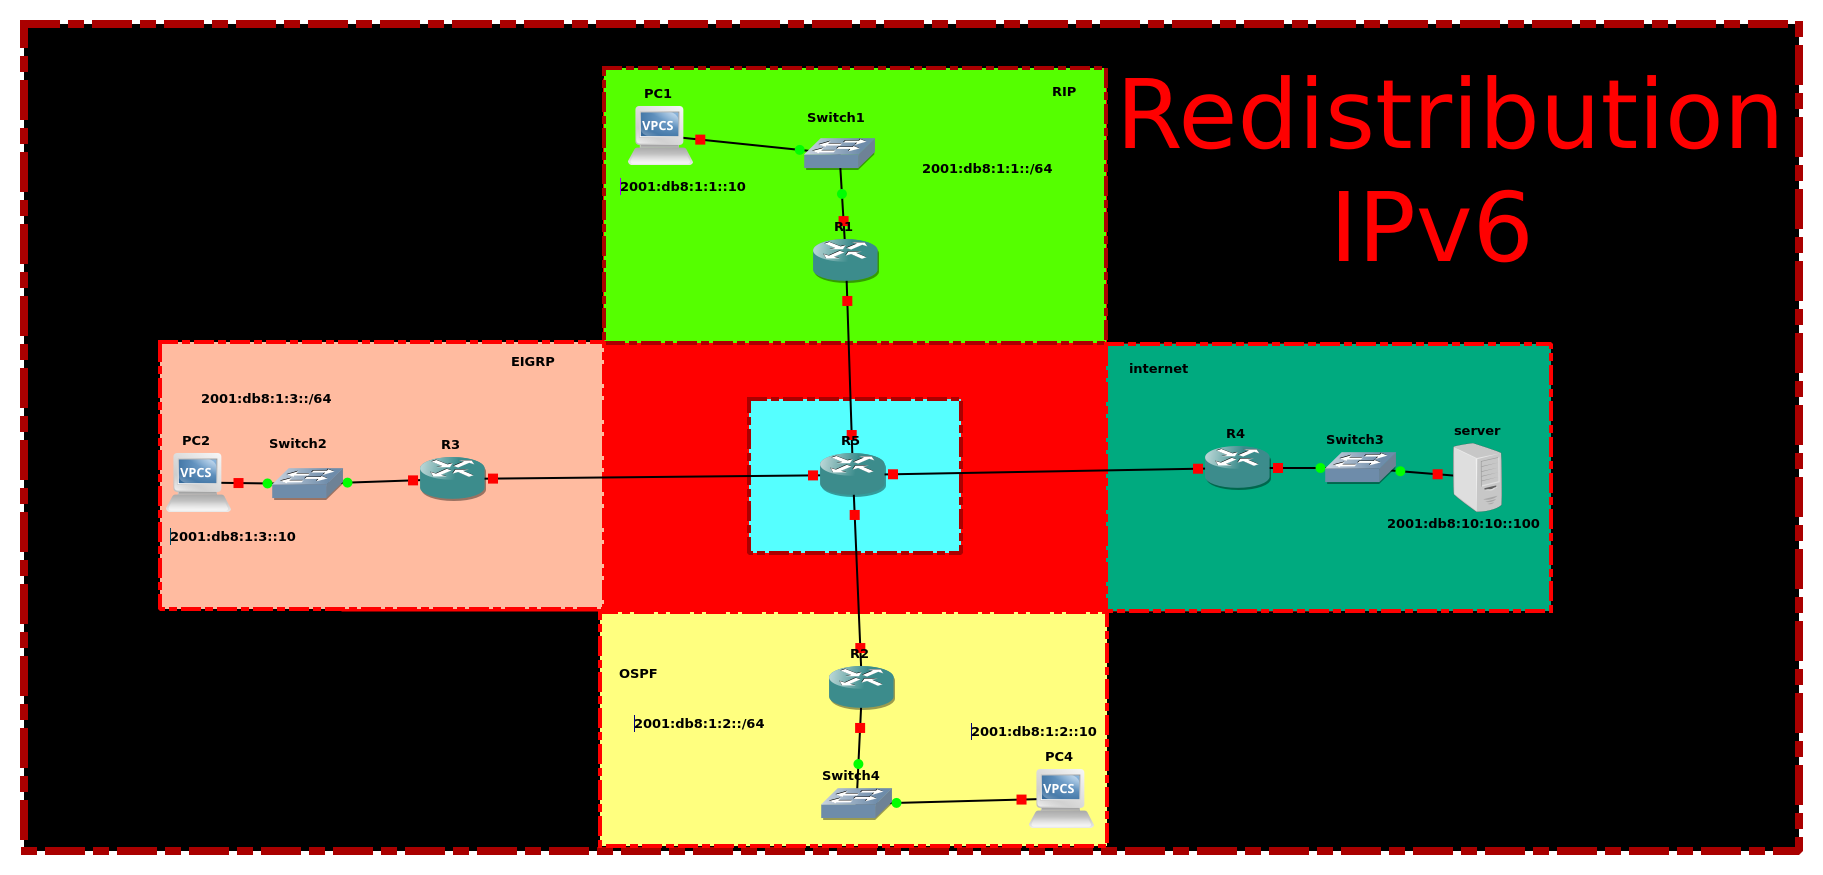 Redistribution
IPv6
PC1
RIP
Switch1
VPCS
2001:db8:1:1::/64
2001:db8:1:1::10
R1
EIGRP
internet
2001:db8:1:3::/64
PC2
Switch2
R3
R5
R4
Switch3
server
VPCS
2001:db8:10:10::100
2001:db8:1:3::10
R2
OSPF
2001:db8:1:2::/64
2001:db8:1:2::10
PC4
Switch4
VPCS